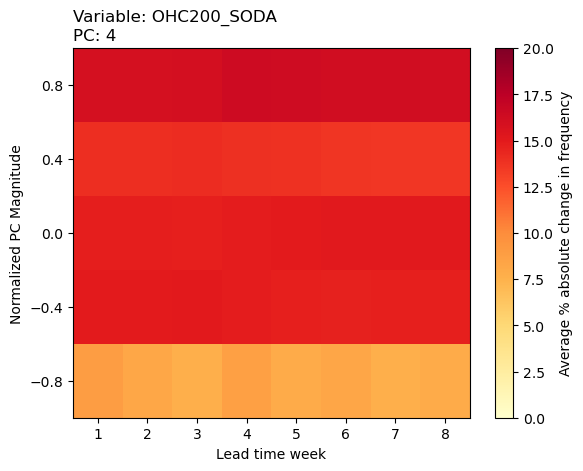 Variable: OHC200_SODA
PC: 4
Normalized PC Magnitude
0.8
0.4
0.0
−0.4
−0.8
1 2 3 4 5 6 7 8
Lead time week
20.0
17.5
15.0
12.5
10.0
7.5
5.0
2.5
0.0
Average % absolute change in frequency